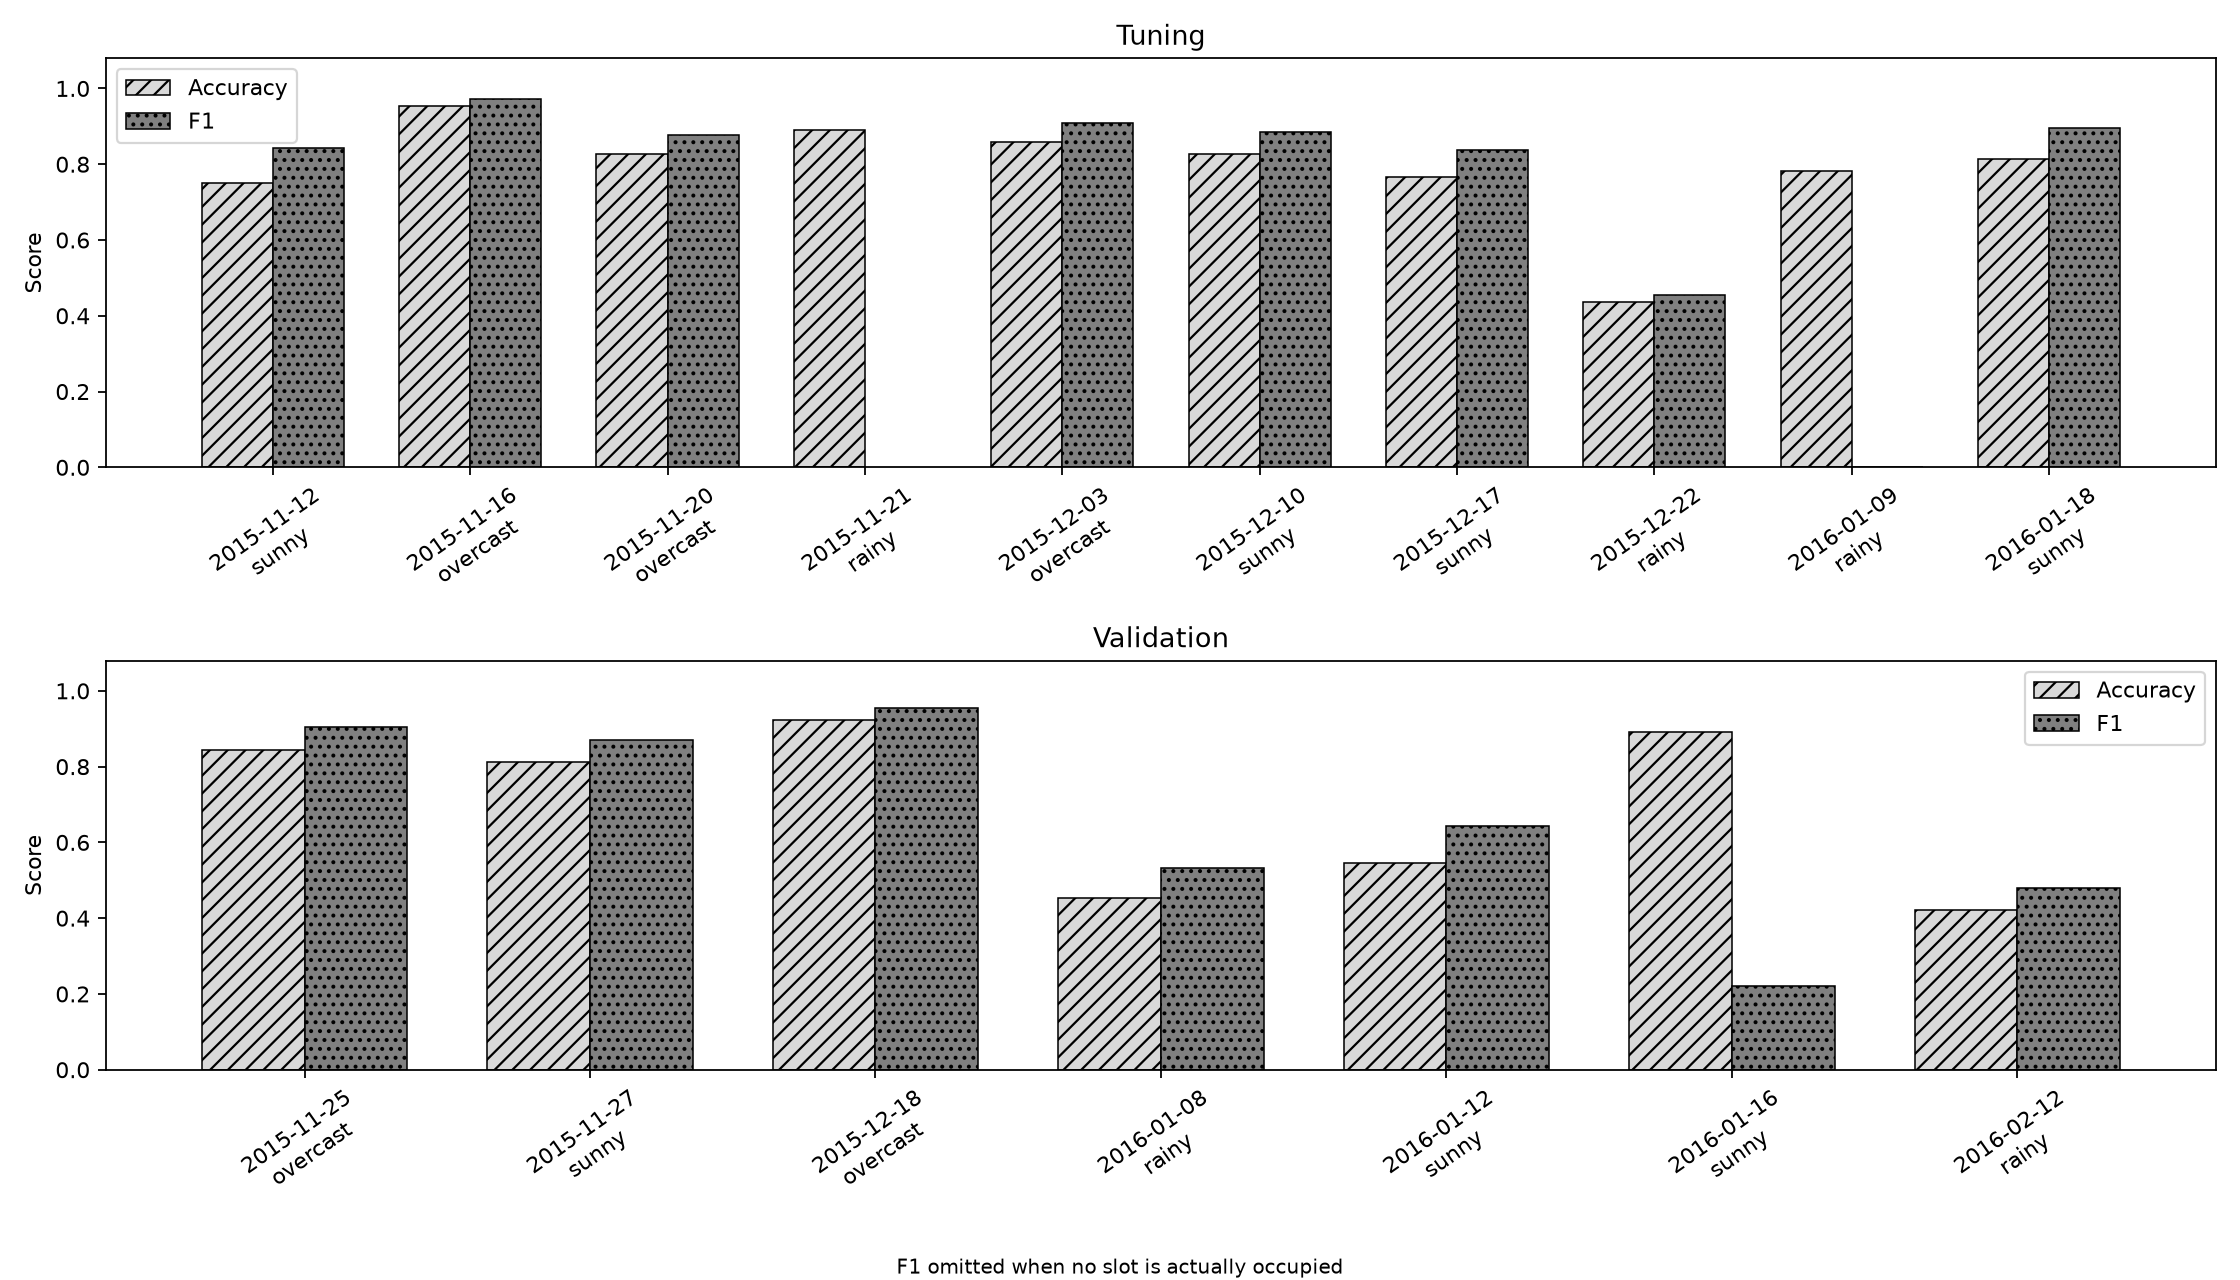 Tuning
Accuracy
F1
Score
1.0
0.8
0.6
0.4
0.2
0.0
2015-11-12
sunny
2015-11-16
overcast
2015-11-20
overcast
2015-11-21
rainy
2015-12-03
overcast
2015-12-10
sunny
2015-12-17
sunny
2015-12-22
rainy
2016-01-09
rainy
2016-01-18
sunny
Validation
Accuracy
F1
Score
1.0
0.8
0.6
0.4
0.2
0.0
2015-11-25
overcast
2015-11-27
sunny
2015-12-18
overcast
2016-01-08
rainy
2016-01-12
sunny
2016-01-16
sunny
2016-02-12
rainy
F1 omitted when no slot is actually occupied